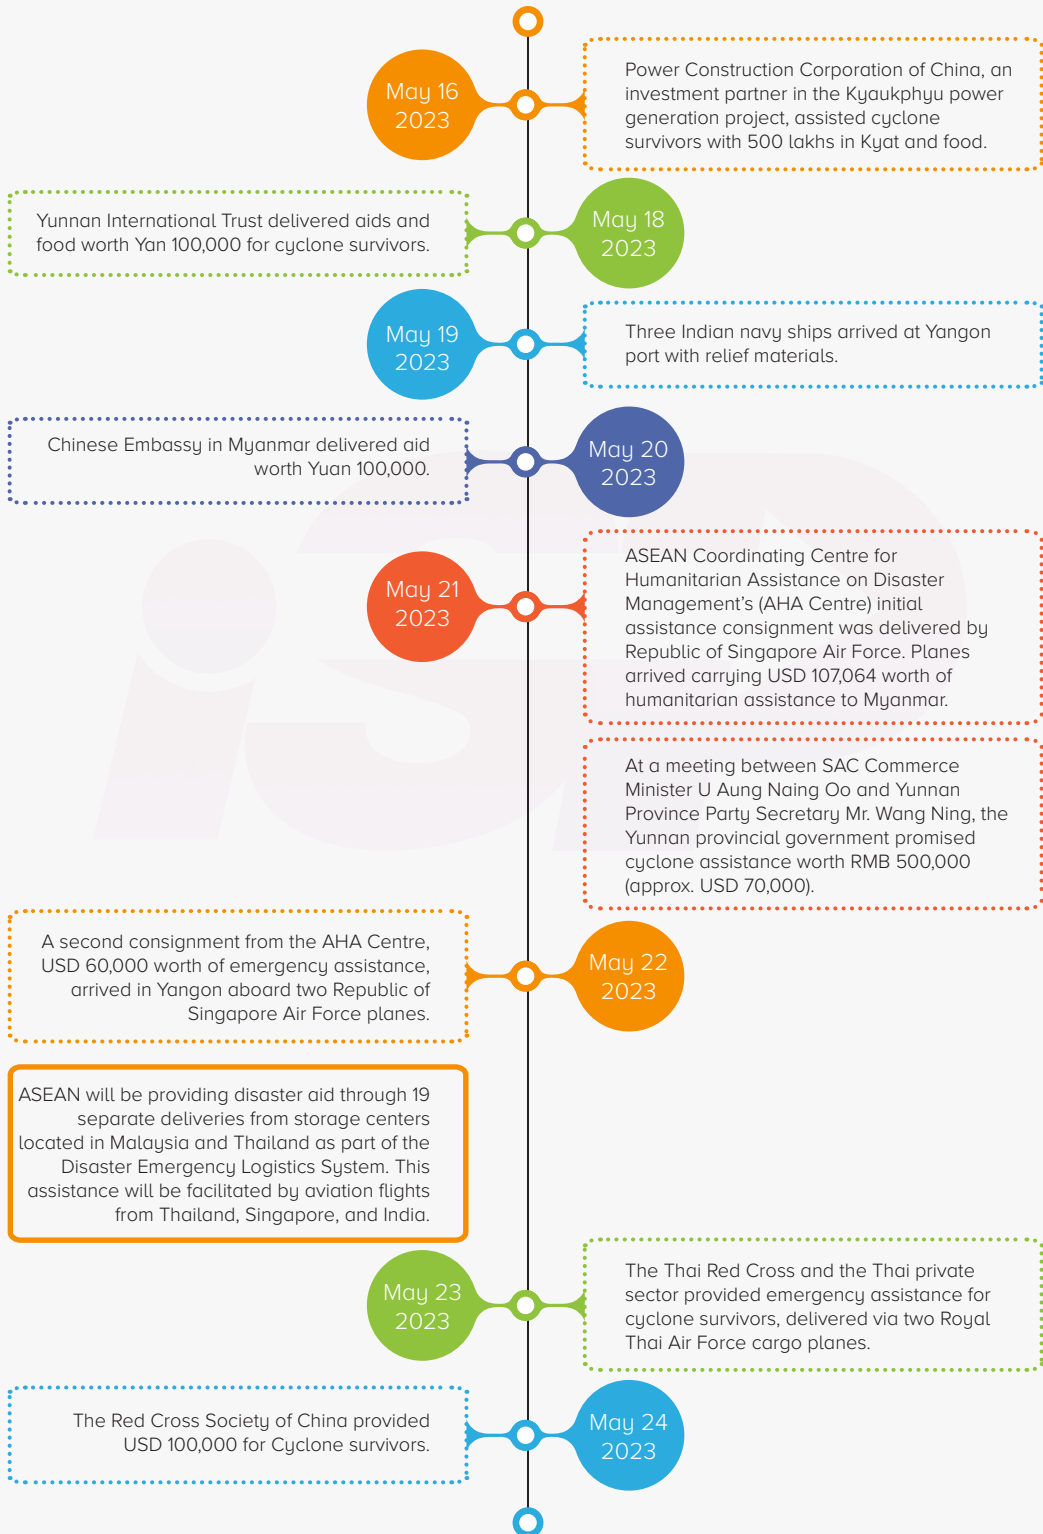 May 16
2023
Power Construction Corporation of China, an
investment partner in the Kyaukphyu power
generation project, assisted cyclone
survivors with 500 lakhs in Kyat and food.
Yunnan International Trust delivered aids and
food worth Yan 100,000 for cyclone survivors.
May 18
2023
May 19
2023
Three Indian navy ships arrived at Yangon
port with relief materials.
Chinese Embassy in Myanmar delivered aid
worth Yuan 100,000.
May 20
2023
May 21
2023
ASEAN Coordinating Centre for
Humanitarian Assistance on Disaster
Management's (AHA Centre) initial
assistance consignment was delivered by
Republic of Singapore Air Force. Planes
arrived carrying USD 107,064 worth of
humanitarian assistance to Myanmar.
At a meeting between SAC Commerce
Minister U Aung Naing Oo and Yunnan
Province Party Secretary Mr. Wang Ning, the
Yunnan provincial government promised
cyclone assistance worth RMB 500,000
(approx. USD 70,000).
A second consignment from the AHA Centre,
USD 60,000 worth of emergency assistance,
arrived in Yangon aboard two Republic of
Singapore Air Force planes.
May 22
2023
ASEAN will be providing disaster aid through 19
separate deliveries from storage centers
located in Malaysia and Thailand as part of the
Disaster Emergency Logistics System. This
assistance will be facilitated by aviation flights
from Thailand, Singapore, and India.
May 23
2023
The Thai Red Cross and the Thai private
sector provided emergency assistance for
cyclone survivors, delivered via two Royal
Thai Air Force cargo planes.
The Red Cross Society of China provided
USD 100,000 for Cyclone survivors.
May 24
2023
iSP